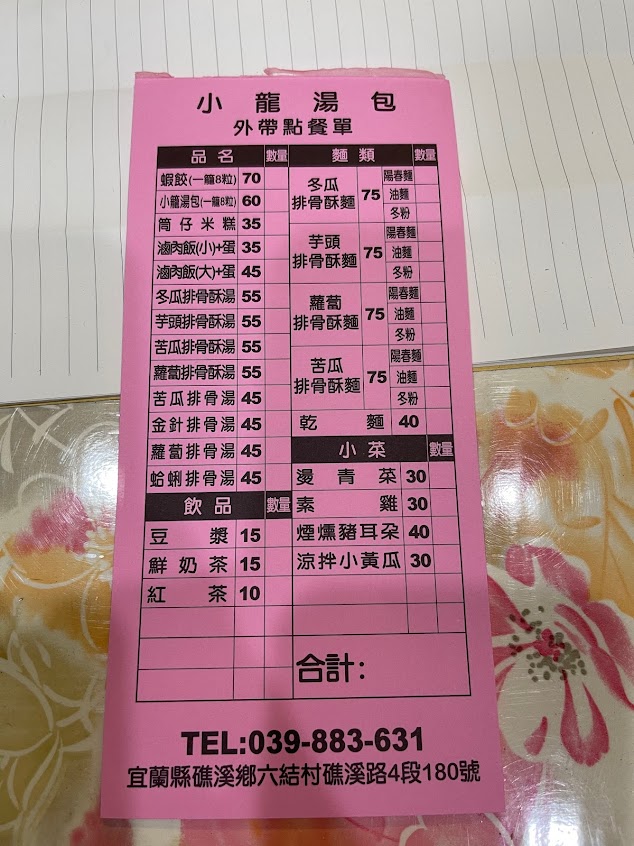 小龍湯包
外帶點餐單
品名 數量
蝦餃(一籠8粒) 70
小籠湯包(一籠8粒) 60
筒仔米糕 35
滷肉飯(小)+蛋 35
滷肉飯(大)+蛋 45
冬瓜排骨酥湯 55
芋頭排骨酥湯 55
苦瓜排骨酥湯 55
蘿蔔排骨酥湯 55
苦瓜排骨湯 45
金針排骨湯 45
蘿蔔排骨湯 45
蛤蜊排骨湯 45
飲品 數量
豆漿 15
鮮奶茶 15
紅茶 10
麵類 數量
冬瓜
排骨酥麵 75
陽春麵
油麵
冬粉
芋頭
排骨酥麵 75
陽春麵
油麵
冬粉
蘿蔔
排骨酥麵 75
陽春麵
油麵
冬粉
苦瓜
排骨酥麵 75
陽春麵
油麵
冬粉
乾麵 40
小菜 數量
燙青菜 30
素雞 30
煙燻豬耳朶 40
涼拌小黃瓜 30
合計:
TEL:039-883-631
宜蘭縣礁溪鄉六結村礁溪路4段180號